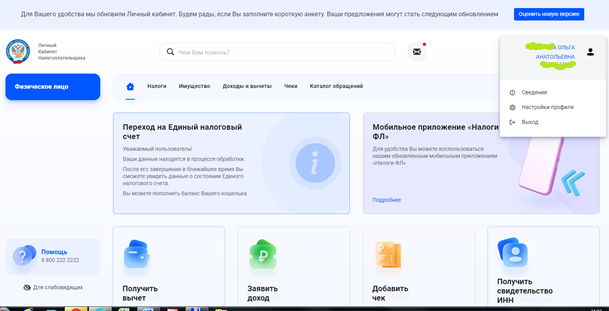 Для Вашего удобства мы обновили Личный кабинет. Будем рады, если Вы заполните короткую анкету. Ваши предложения могут стать следующим обновлением
Оценить новую версию
Личный
Кабинет
Налогоплательщика
Чем Вам помочь?
А ОЛЬГА
АНАТОЛЬЕВНА
Физическое лицо
Налоги
Имущество
Доходы и вычеты
Чеки
Каталог обращений
Сведения
Настройки профиля
Выход
Переход на Единый налоговый
счет
Уважаемый пользователь!
Ваши данные находятся в процессе обработки.
После его завершения в ближайшее время Вы
сможете увидеть данные о состоянии Единого
налогового счета.
Вы можете пополнить баланс Вашего кошелька
Мобильное приложение «Налоги
ФЛ»
Для удобства Вы можете воспользоваться
нашим обновленным мобильным приложением
«Налоги ФЛ»
Подробнее
Помощь
8 800 222 2222
Для слабовидящих
Получить
вычет
Заявить
доход
Добавить
чек
Получить
свидетельство
ИНН